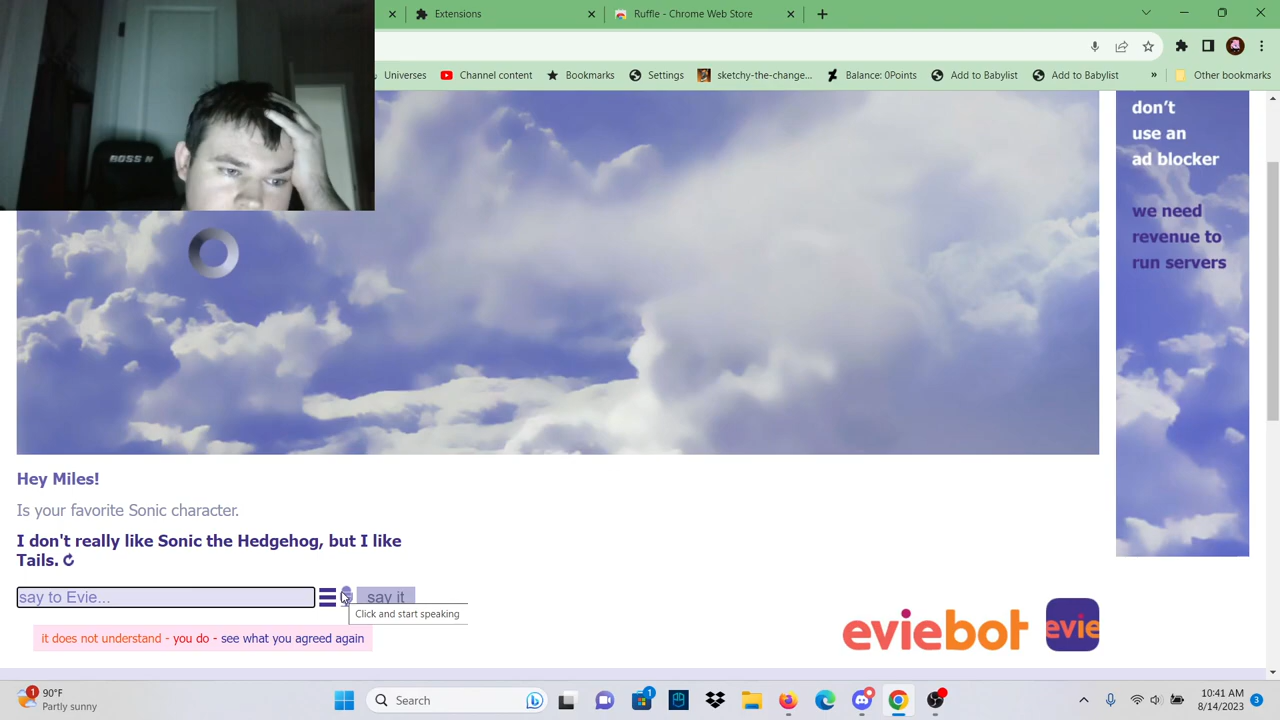 Extensions
Ruffle - Chrome Web Store
Universes
Channel content
Bookmarks
Settings
sketchy-the-change...
Balance: 0Points
Add to Babylist
Add to Babylist
»
Other bookmarks
don't
use an
ad blocker
we need
revenue to
run servers
Hey Miles!
Is your favorite Sonic character.
I don't really like Sonic the Hedgehog, but I like
Tails.
say to Evie...
say it
Click and start speaking
it does not understand - you do - see what you agreed again
eviebot
evie
1
90°F
Partly sunny
Search
1
10:41 AM
8/14/2023
3